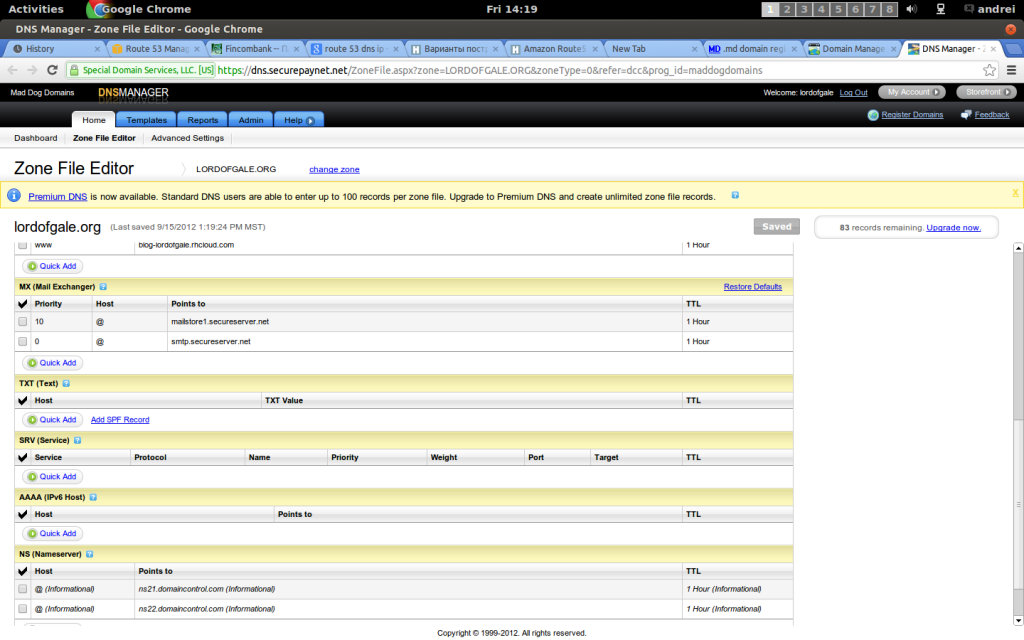 Activities Google Chrome Fri 14:19 1 2 3 4 5 6 7 8 andrei
DNS Manager - Zone File Editor - Google Chrome
History Route 53 Mana Fincombank -- П route 53 dns ip - Варианты пост Amazon Route5 New Tab MD .md domain reg Domain Manage DNS Manager -
Special Domain Services, LLC. [US] https://dns.securepaynet.net/ZoneFile.aspx?zone=LORDOFGALE.ORG&zoneType=0&refer=dcc&prog_id=maddogdomains
Mad Dog Domains DNSMANAGER Welcome: lordofgale Log Out My Account Storefront
Home Templates Reports Admin Help Register Domains Feedback
Dashboard Zone File Editor Advanced Settings
Zone File Editor LORDOFGALE.ORG change zone
Premium DNS is now available. Standard DNS users are able to enter up to 100 records per zone file. Upgrade to Premium DNS and create unlimited zone file records. X
lordofgale.org (Last saved 9/15/2012 1:19:24 PM MST) Saved 83 records remaining. Upgrade now.
www blog-lordofgale.rhcloud.com 1 Hour
Quick Add
MX (Mail Exchanger) ? Restore Defaults
Priority Host Points to TTL
10 @ mailstore1.secureserver.net 1 Hour
0 @ smtp.secureserver.net 1 Hour
Quick Add
TXT (Text) ?
Host TXT Value TTL
Quick Add Add SPF Record
SRV (Service) ?
Service Protocol Name Priority Weight Port Target TTL
Quick Add
AAAA (IPv6 Host) ?
Host Points to TTL
Quick Add
NS (Nameserver) ?
Host Points to TTL
@ (Informational) ns21.domaincontrol.com (Informational) 1 Hour (Informational)
@ (Informational) ns22.domaincontrol.com (Informational) 1 Hour (Informational)
Copyright © 1999-2012. All rights reserved.